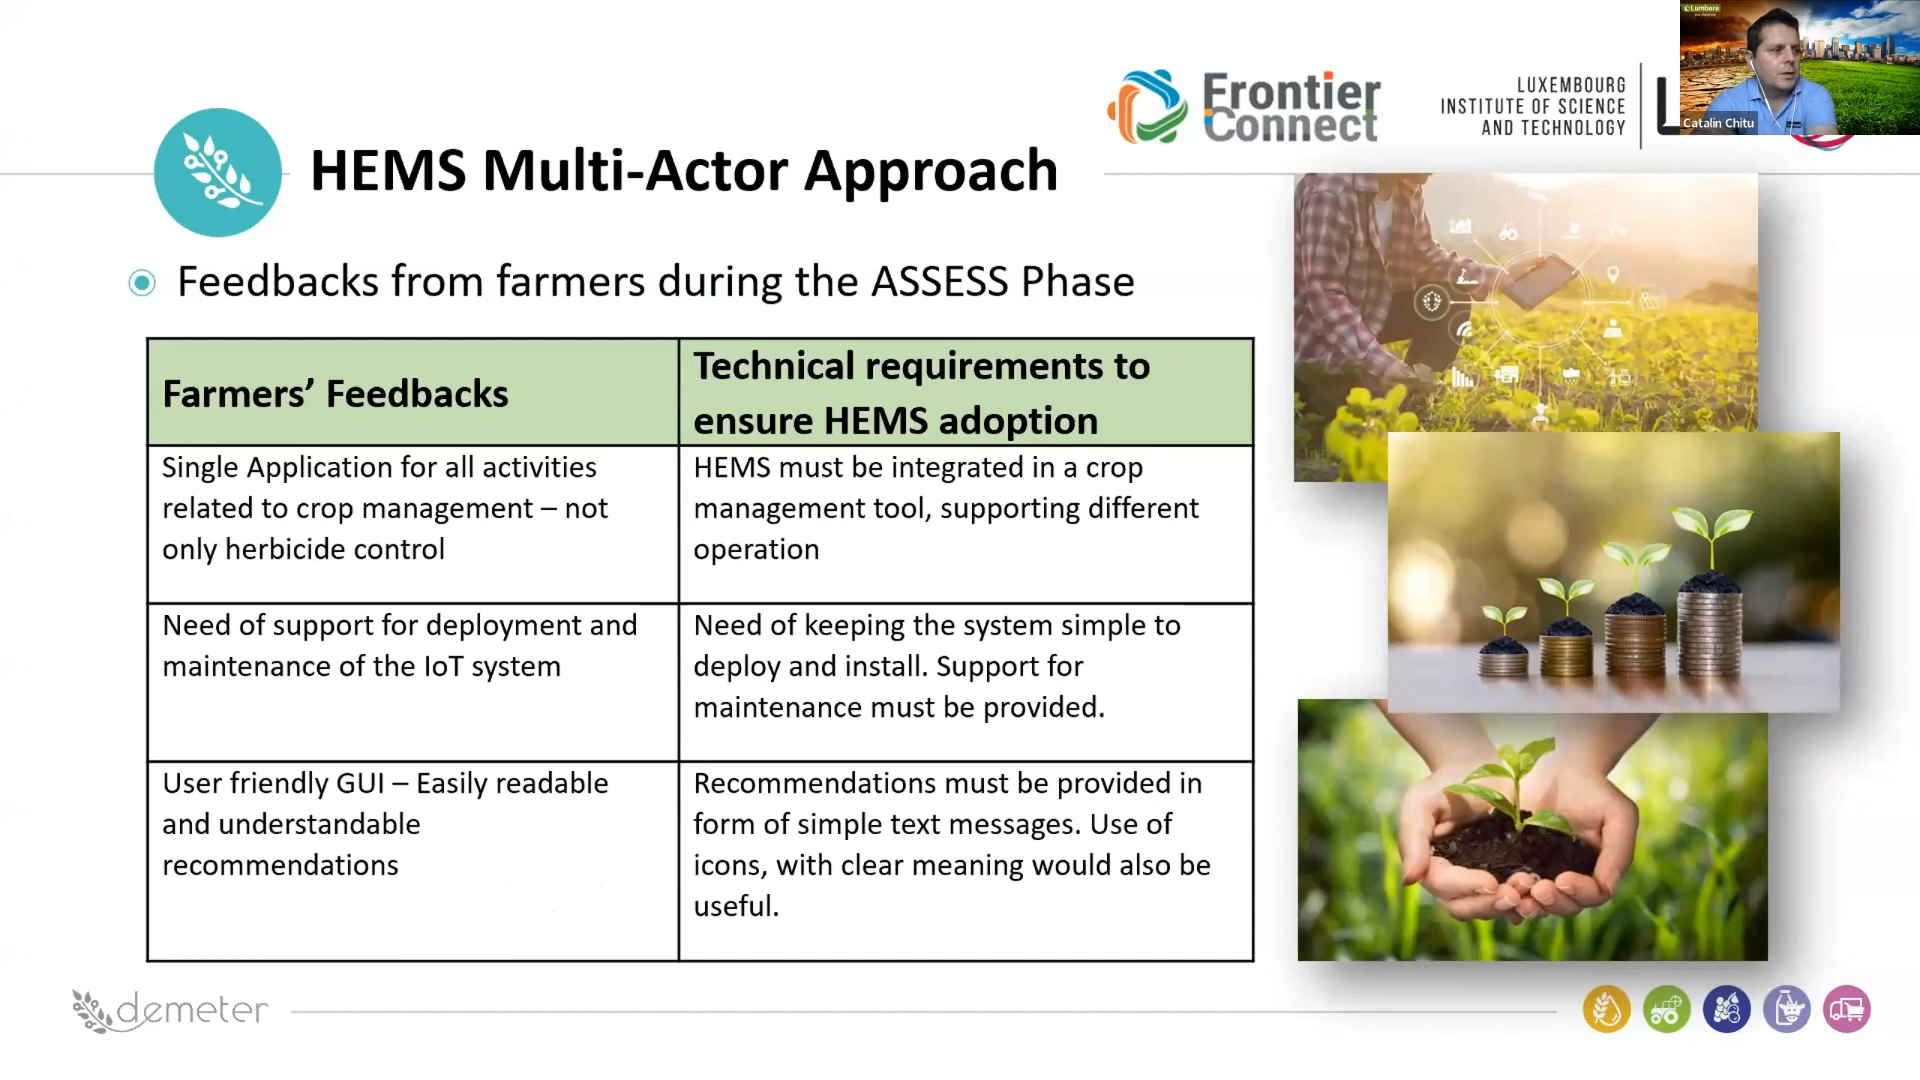 Lumbara
Catalin Chitu
Frontier
Connect
LUXEMBOURG
INSTITUTE OF SCIENCE
AND TECHNOLOGY
HEMS Multi-Actor Approach
Feedbacks from farmers during the ASSESS Phase
Farmers’ Feedbacks
Technical requirements to
ensure HEMS adoption
Single Application for all activities
related to crop management – not
only herbicide control
HEMS must be integrated in a crop
management tool, supporting different
operation
Need of support for deployment and
maintenance of the IoT system
Need of keeping the system simple to
deploy and install. Support for
maintenance must be provided.
User friendly GUI – Easily readable
and understandable
recommendations
Recommendations must be provided in
form of simple text messages. Use of
icons, with clear meaning would also be
useful.
demeter